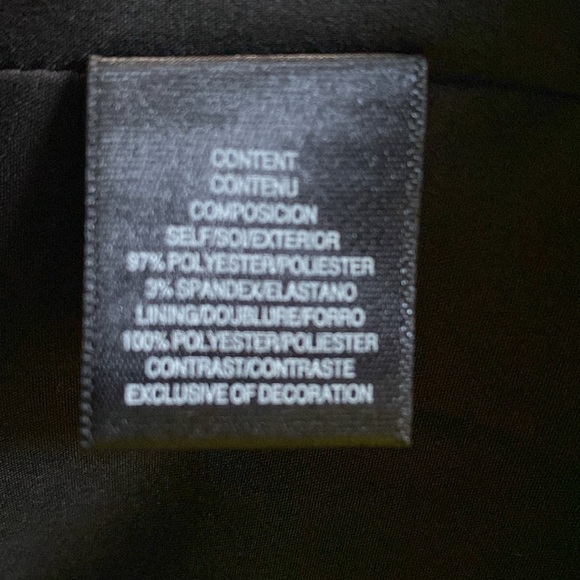 CONTENT
CONTENU
COMPOSICION
SELF/SOI/EXTERIOR
97% POLYESTER/POLIESTER
3% SPANDEX/ELASTANO
LINING/DOUBLURE/FORRO
100% POLYESTER/POLIESTER
CONTRAST/CONTRASTE
EXCLUSIVE OF DECORATION